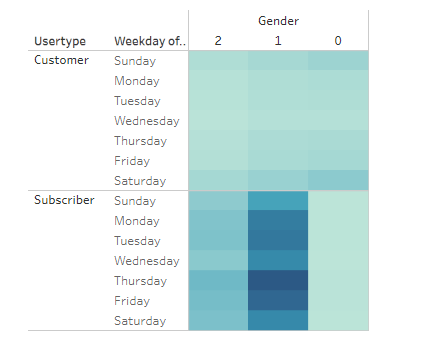 Gender
Usertype Weekday of.. 2 1 0
Customer Sunday
Monday
Tuesday
Wednesday
Thursday
Friday
Saturday
Subscriber Sunday
Monday
Tuesday
Wednesday
Thursday
Friday
Saturday